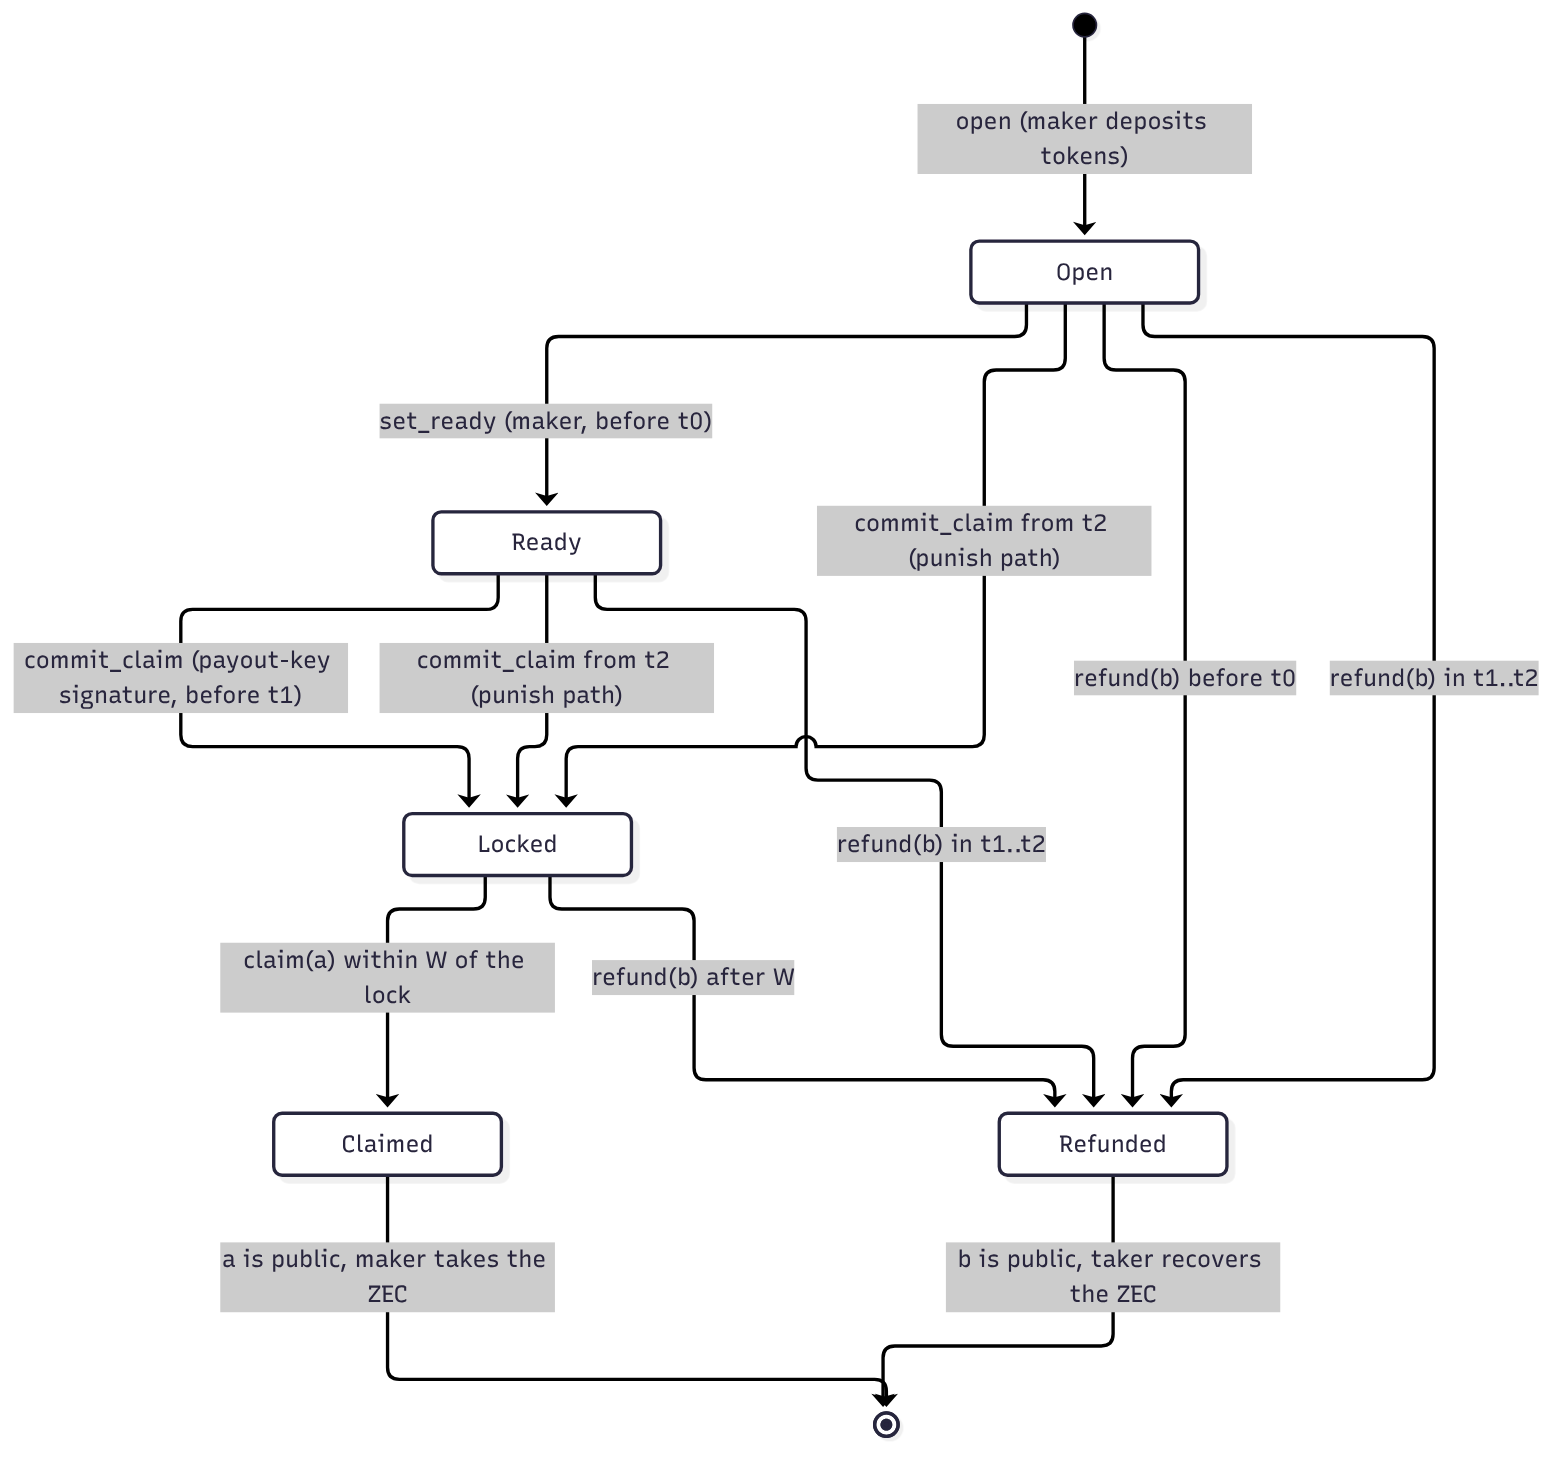 open (maker deposits
tokens)
Open
set_ready (maker, before t0)
commit_claim from t2
(punish path)
Ready
commit_claim (payout-key
signature, before t1)
commit_claim from t2
(punish path)
refund(b) before t0
refund(b) in t1..t2
Locked
refund(b) in t1..t2
claim(a) within W of the
lock
refund(b) after W
Claimed
Refunded
a is public, maker takes the
ZEC
b is public, taker recovers
the ZEC